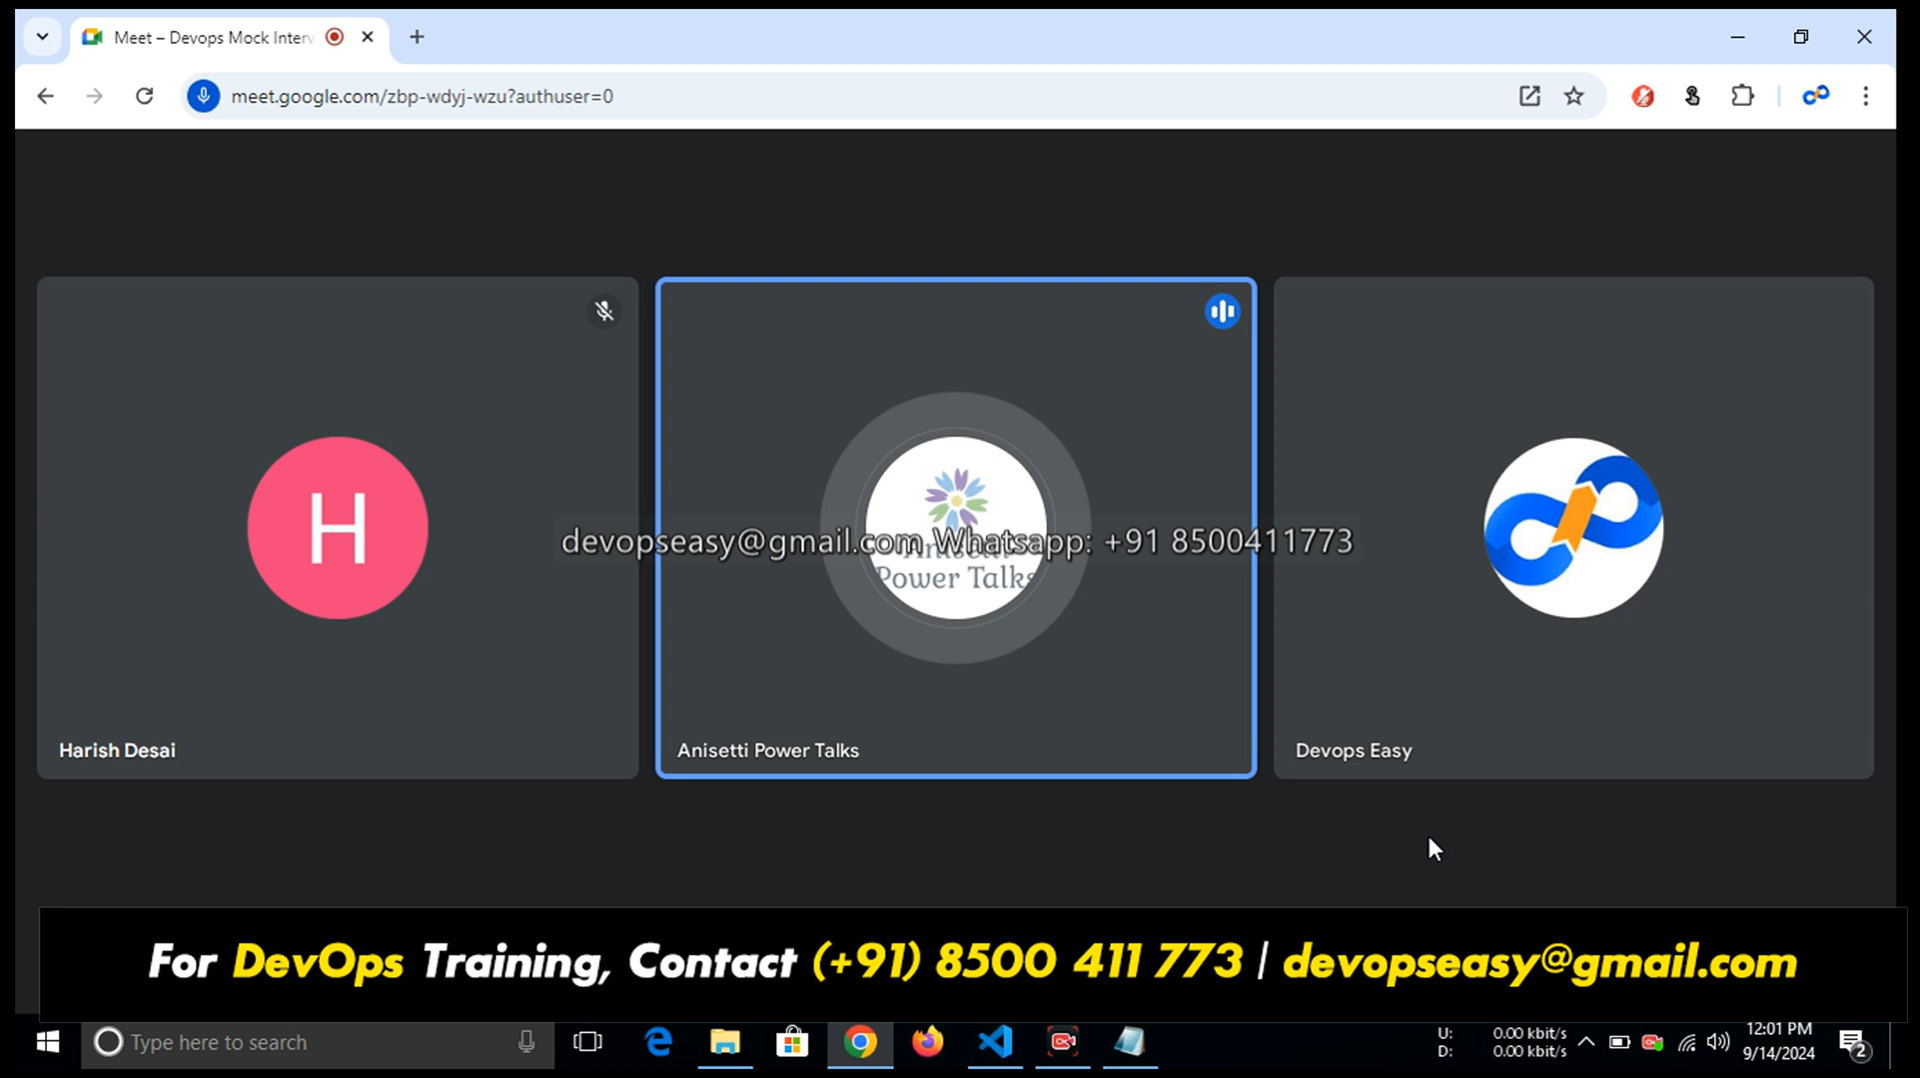 Meet – Devops Mock Interv
meet.google.com/zbp-wdyj-wzu?authuser=0
H
devopseasy@gmail.com Whatsapp: +91 8500411773
Power Talks
Harish Desai
Anisetti Power Talks
Devops Easy
For DevOps Training, Contact (+91) 8500 411 773 | devopseasy@gmail.com
Type here to search
U: 0.00 kbit/s
D: 0.00 kbit/s
12:01 PM
9/14/2024
2